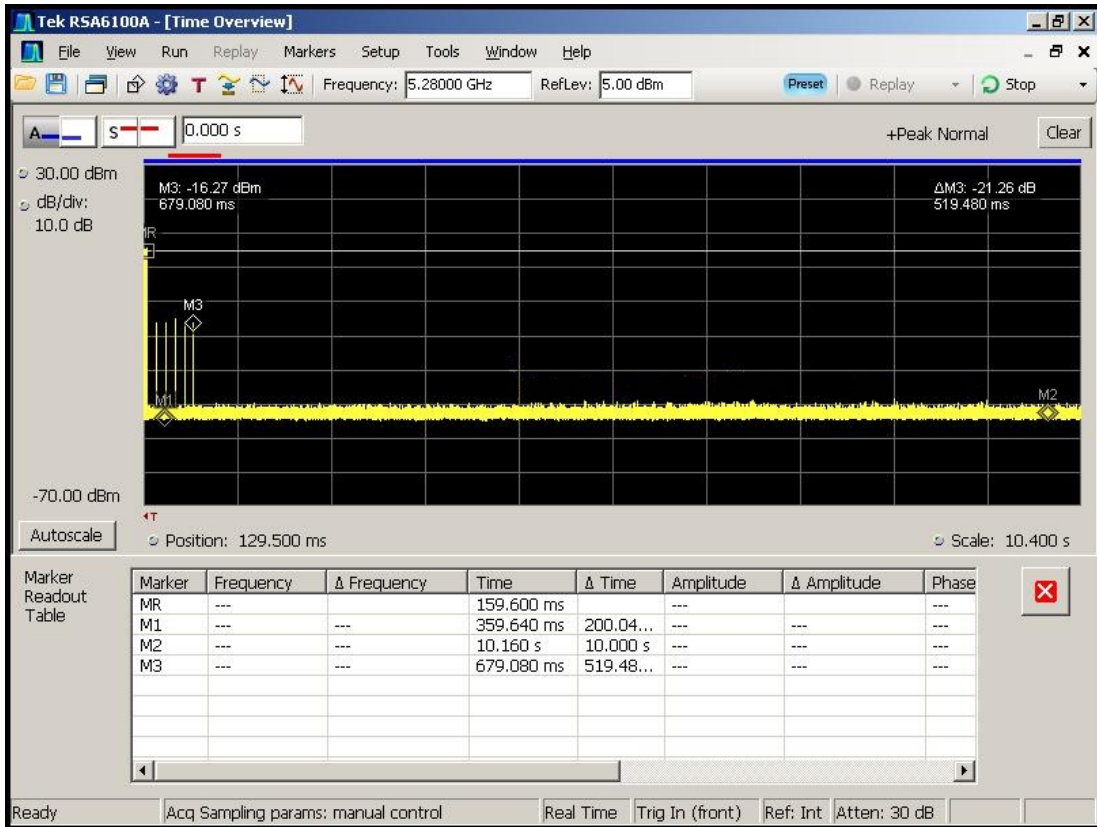 Tek RSA6100A - [Time Overview]
File View Run Replay Markers Setup Tools Window Help
Frequency: 5.28000 GHz RefLev: 5.00 dBm Preset Replay Stop
A S 0.000 s +Peak Normal Clear
30.00 dBm
dB/div:
10.0 dB
M3: -16.27 dBm
679.080 ms
ΔM3: -21.26 dB
519.480 ms
MR
M3
M1
M2
-70.00 dBm
T
Autoscale Position: 129.500 ms Scale: 10.400 s
Marker
Readout
Table
Marker Frequency Δ Frequency Time Δ Time Amplitude Δ Amplitude Phase
MR --- 159.600 ms --- ---
M1 --- --- 359.640 ms 200.04... --- --- ---
M2 --- --- 10.160 s 10.000 s --- --- ---
M3 --- --- 679.080 ms 519.48... --- --- ---
Ready Acq Sampling params: manual control Real Time Trig In (front) Ref: Int Atten: 30 dB